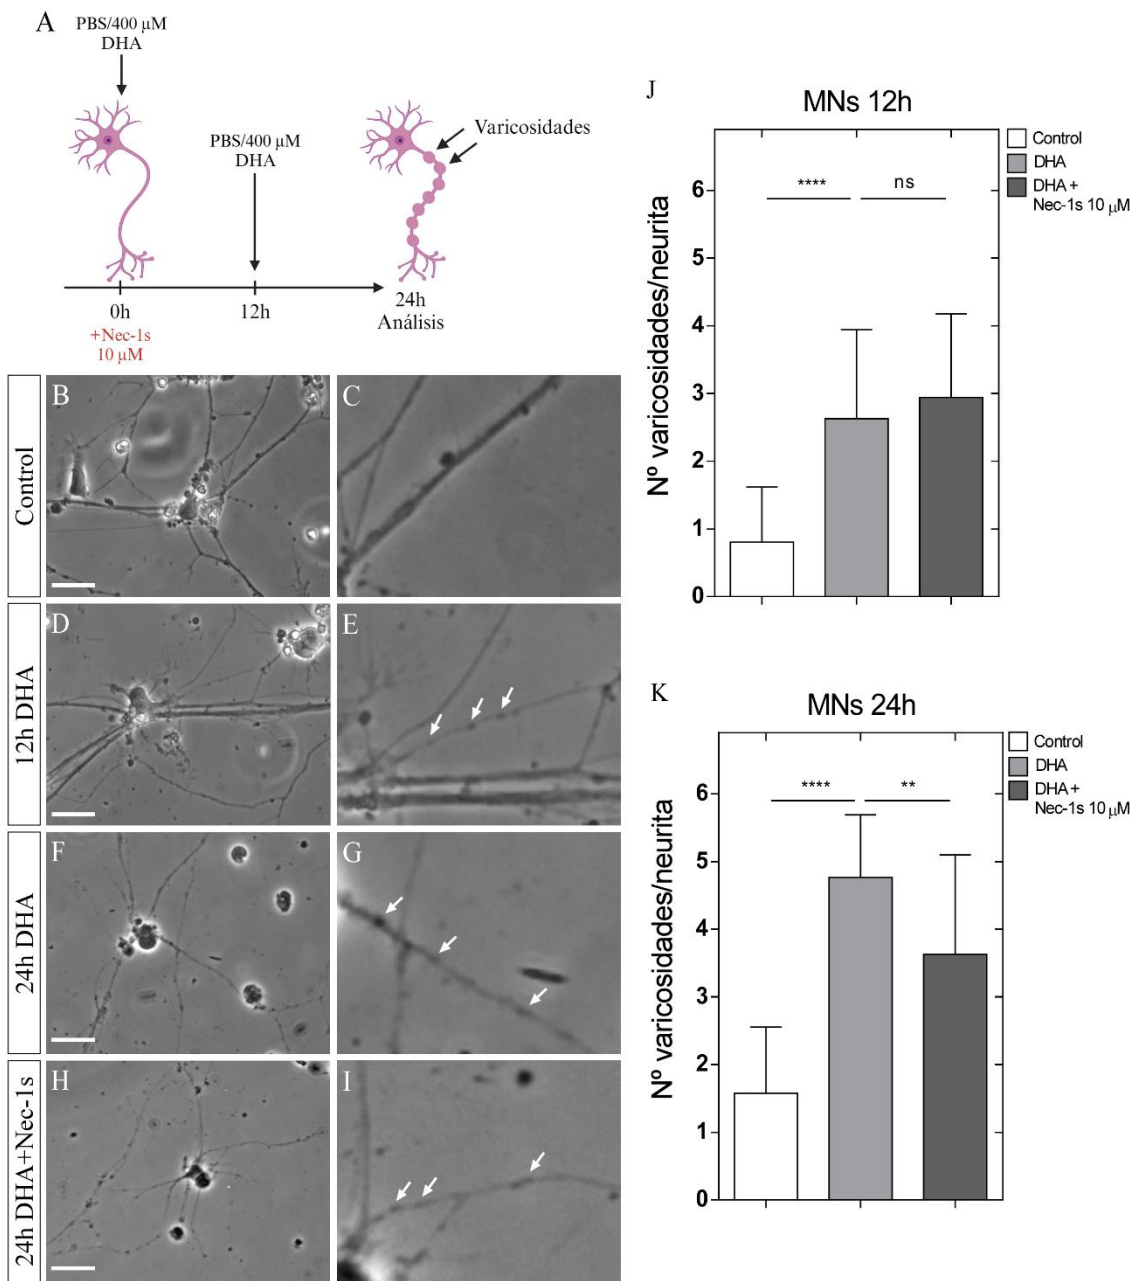 A
PBS/400 μM
DHA
PBS/400 μM
DHA
Varicosidades
0h
12h
24h
Análisis
+Nec-1s
10 μM
Control
B
C
12h DHA
D
E
24h DHA
F
G
24h DHA+Nec-1s
H
I
J
MNs 12h
Nº varicosidades/neurita
6
5
4
3
2
1
0
****
ns
Control
DHA
DHA +
Nec-1s 10 μM
K
MNs 24h
Nº varicosidades/neurita
6
5
4
3
2
1
0
****
**
Control
DHA
DHA +
Nec-1s 10 μM